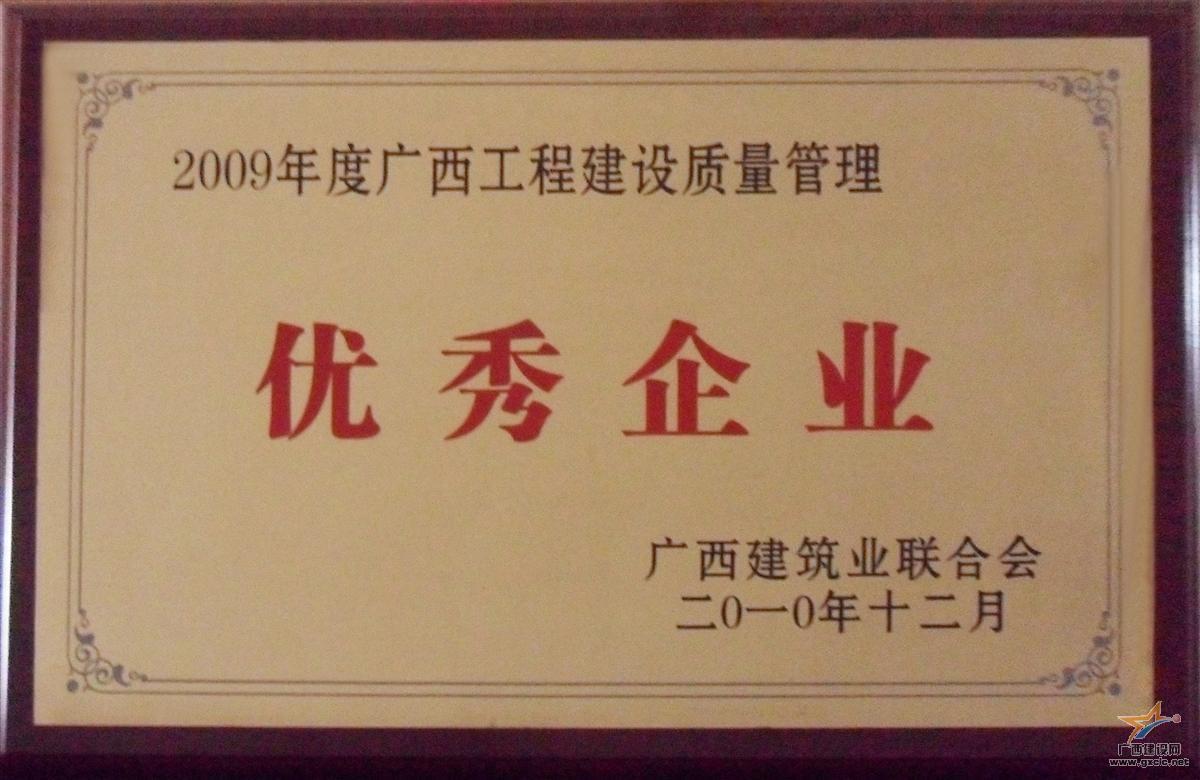 2009年度广西工程建设质量管理
优秀企业
广西建筑业联合会
二0一0年十二月
广西建设网
www.gxcic.net